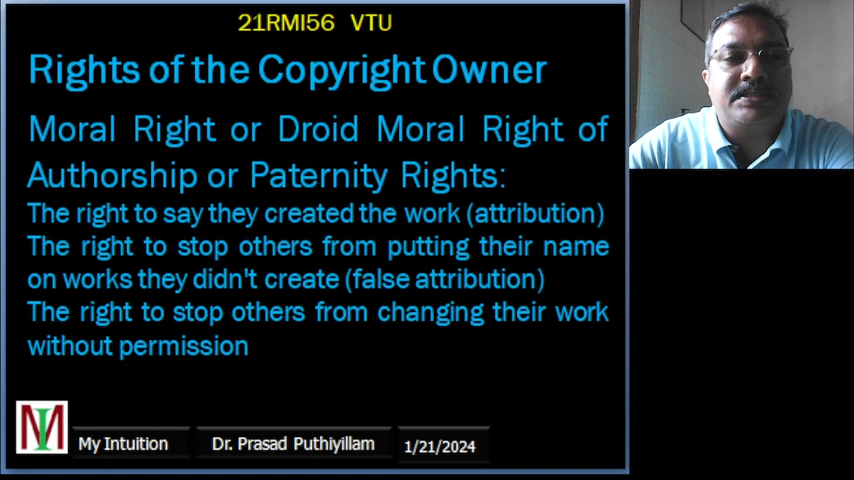 21RMI56 VTU
Rights of the Copyright Owner
Moral Right or Droid Moral Right of
Authorship or Paternity Rights:
The right to say they created the work (attribution)
The right to stop others from putting their name
on works they didn't create (false attribution)
The right to stop others from changing their work
without permission
MI
My Intuition
Dr. Prasad Puthiyillam
1/21/2024